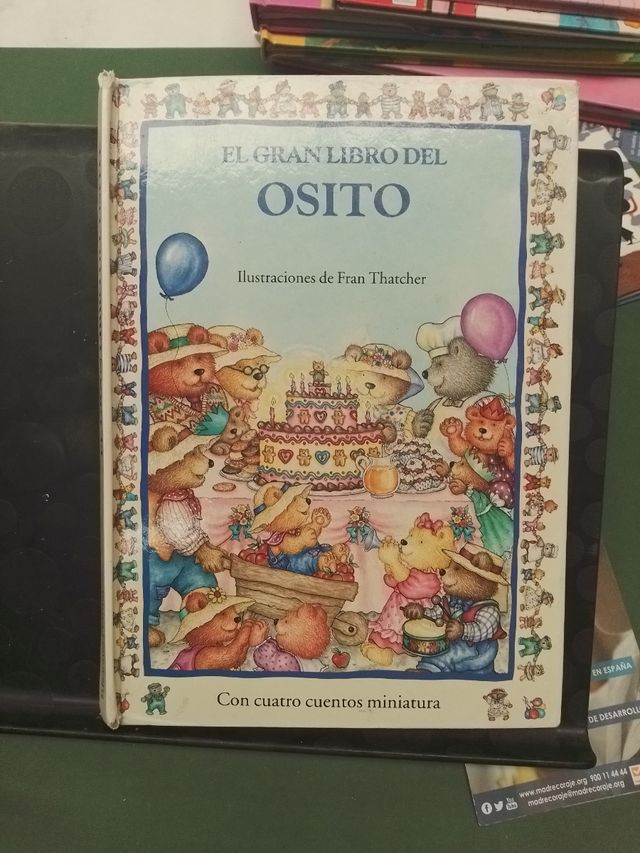 EL GRAN LIBRO DEL
OSITO
Ilustraciones de Fran Thatcher
Con cuatro cuentos miniatura
EN ESPAÑA
DE DESARROLL
www.madrecoraje.org 900 11 44 44
madrecoraje@madrecoraje.org